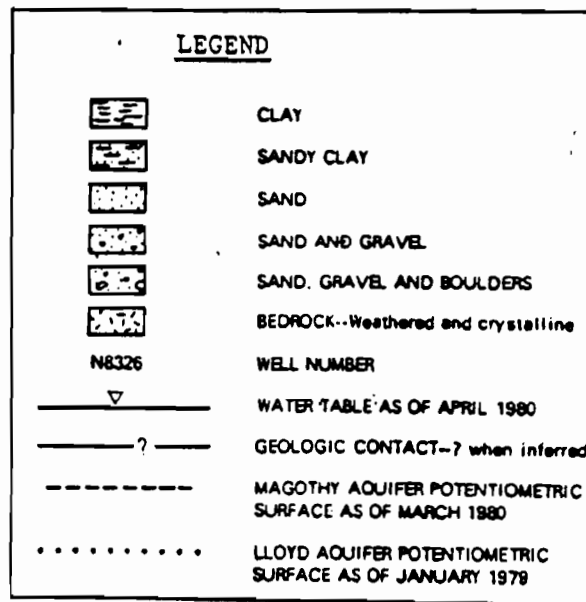 LEGEND
CLAY
SANDY CLAY
SAND
SAND AND GRAVEL
SAND, GRAVEL AND BOULDERS
BEDROCK--Weathered and crystalline
N8326 WELL NUMBER
WATER TABLE AS OF APRIL 1980
? GEOLOGIC CONTACT--? when inferred
MAGOTHY AQUIFER POTENTIOMETRIC
SURFACE AS OF MARCH 1980
LLOYD AQUIFER POTENTIOMETRIC
SURFACE AS OF JANUARY 1979